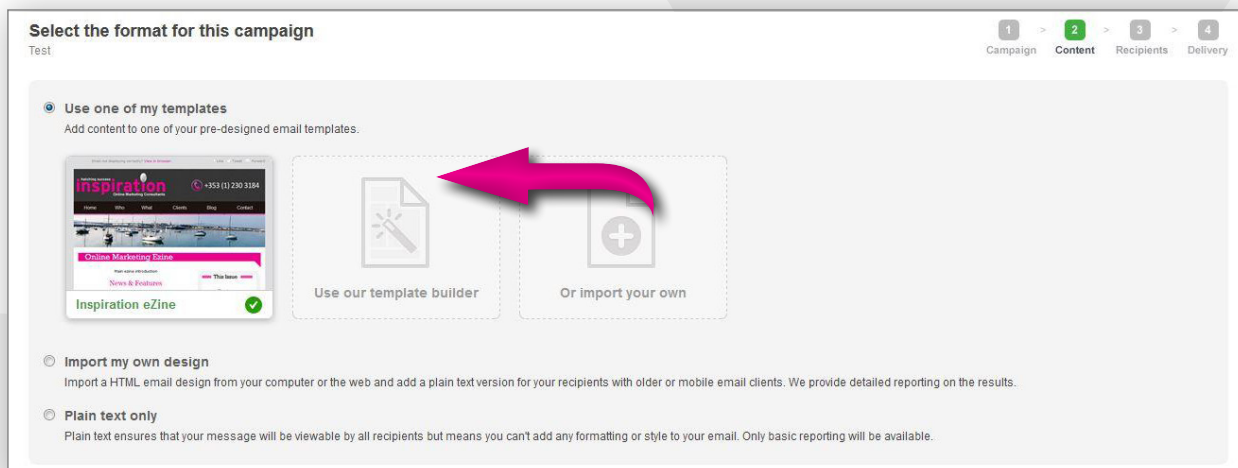 Select the format for this campaign
Test
1 > 2 > 3 > 4
Campaign Content Recipients Delivery
Use one of my templates
Add content to one of your pre-designed email templates.
inspiration
Online Marketing Consultants
+353 (1) 230 3184
Home Who What Clients Blog Contact
Online Marketing Ezine
This Issue
News & Features
Inspiration eZine
Use our template builder
Or import your own
Import my own design
Import a HTML email design from your computer or the web and add a plain text version for your recipients with older or mobile email clients. We provide detailed reporting on the results.
Plain text only
Plain text ensures that your message will be viewable by all recipients but means you can't add any formatting or style to your email. Only basic reporting will be available.